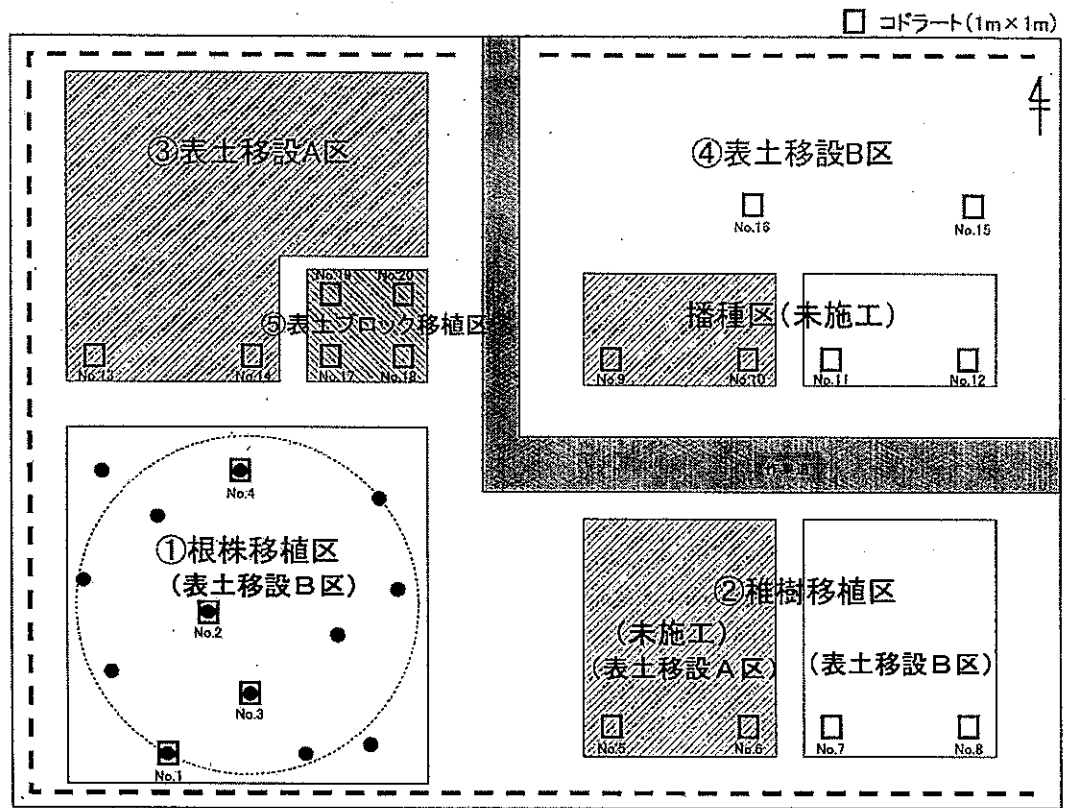 コドラート(1m×1m)
③表土移設A区
④表土移設B区
No.16
No.15
No.19 No.20
⑤表土ブロック移植区
No.13
No.14
No.17
No.18
播種区(未施工)
No.9
No.10
No.11
No.12
作業道
No.4
①根株移植区
(表土移設B区)
No.2
No.3
No.1
②稚樹移植区
(未施工)
(表土移設A区)
(表土移設B区)
No.5
No.6
No.7
No.8